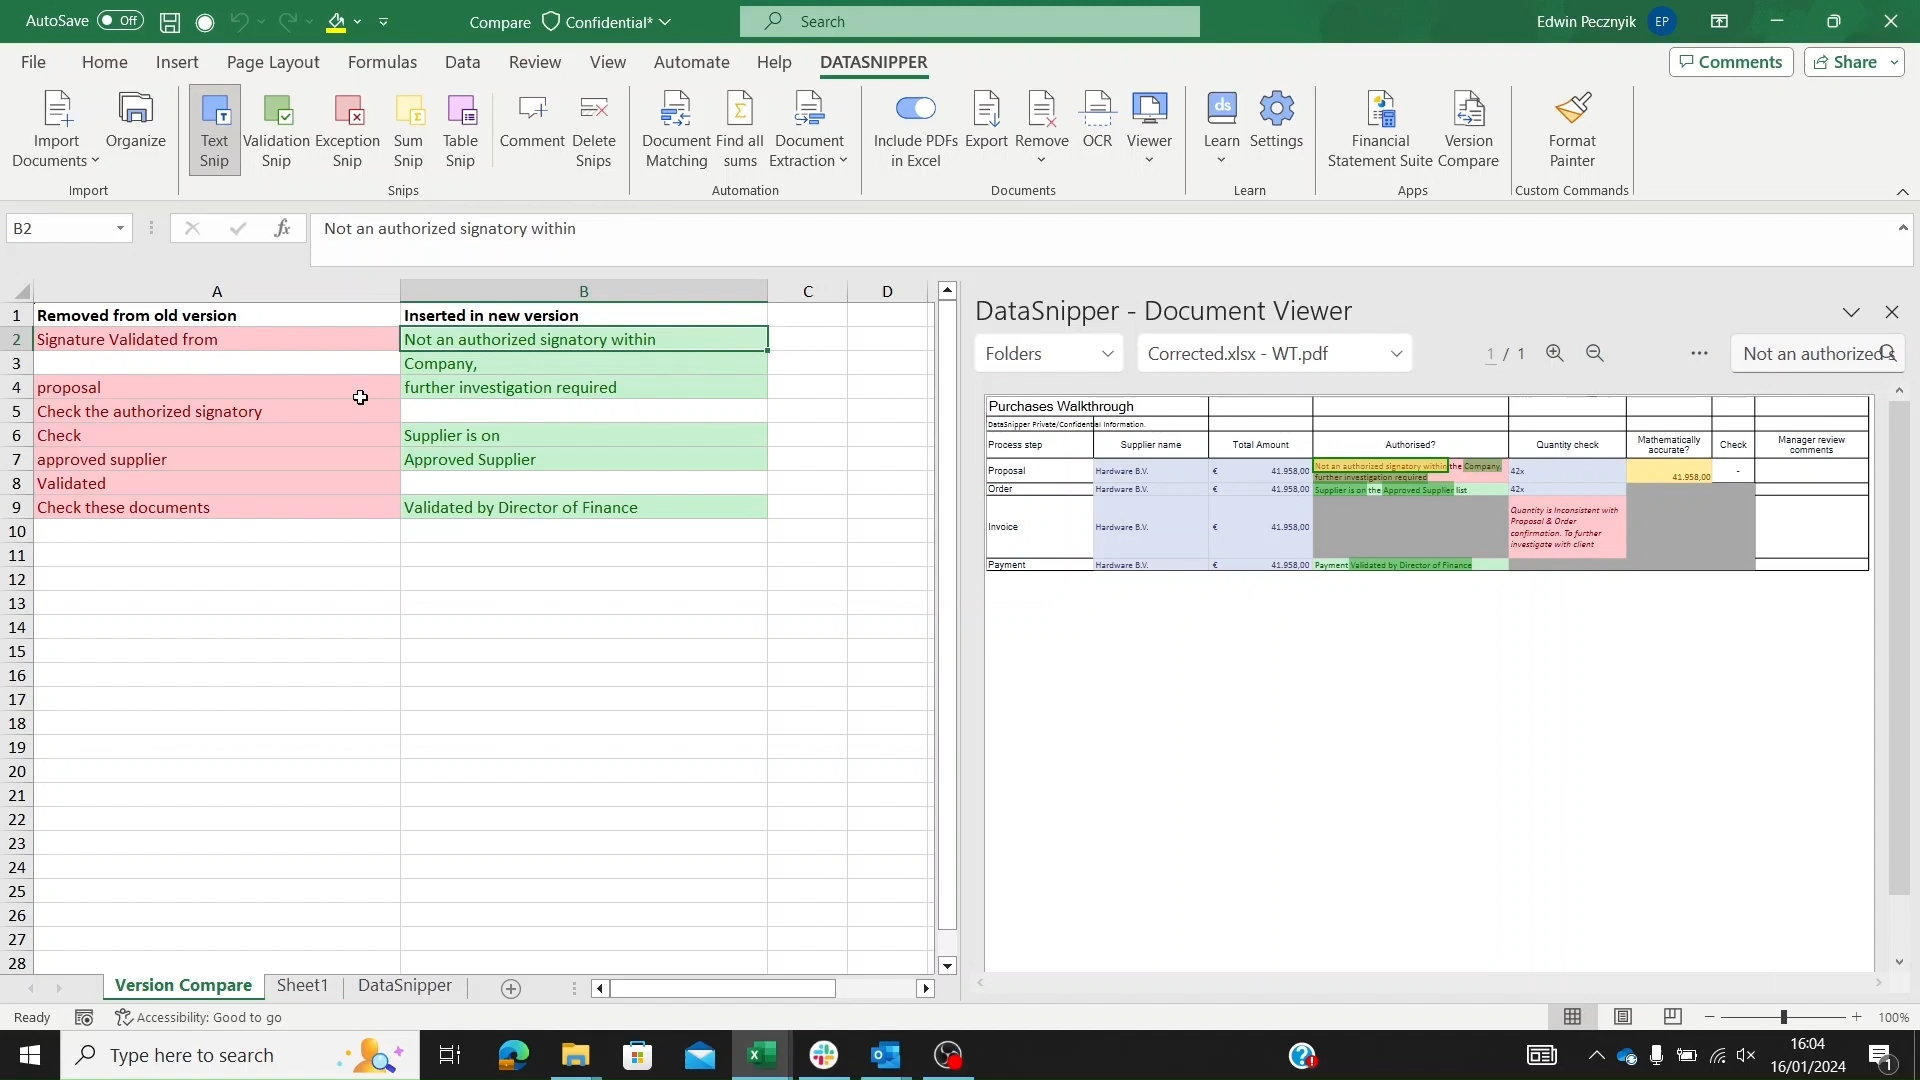 AutoSave Off Compare Confidential* Search Edwin Pecznyik EP
File Home Insert Page Layout Formulas Data Review View Automate Help DATASNIPPER Comments Share
Import Documents
Organize
Text Snip
Validation Snip
Exception Snip
Sum Snip
Table Snip
Comment
Delete Snips
Document Matching
Find all sums
Document Extraction
Include PDFs in Excel
Export
Remove
OCR
Viewer
Learn
Settings
Financial Statement Suite
Version Compare
Format Painter
Import Snips Automation Documents Learn Apps Custom Commands
B2 fx Not an authorized signatory within
A B C D
1 Removed from old version Inserted in new version
2 Signature Validated from Not an authorized signatory within
3 Company,
4 proposal further investigation required
5 Check the authorized signatory
6 Check Supplier is on
7 approved supplier Approved Supplier
8 Validated
9 Check these documents Validated by Director of Finance
10
11
12
13
14
15
16
17
18
19
20
21
22
23
24
25
26
27
28
DataSnipper - Document Viewer
Folders Corrected.xlsx - WT.pdf 1 / 1 Not an authorized
Purchases Walkthrough
DataSnipper Private/Confidential Information.
Process step Supplier name Total Amount Authorised? Quantity check Mathematically accurate? Check Manager review comments
Proposal Hardware B.V. € 41.958,00 Not an authorized signatory within the Company, 42x 41.958,00 -
further investigation required
Order Hardware B.V. € 41.958,00 Supplier is on the Approved Supplier list 42x
Invoice Hardware B.V. € 41.958,00 Quantity is Inconsistent with
Proposal & Order
confirmation. To further
investigate with client
Payment Hardware B.V. € 41.958,00 Payment Validated by Director of Finance
Version Compare Sheet1 DataSnipper
Ready Accessibility: Good to go 100%
Type here to search 16:04
16/01/2024
1